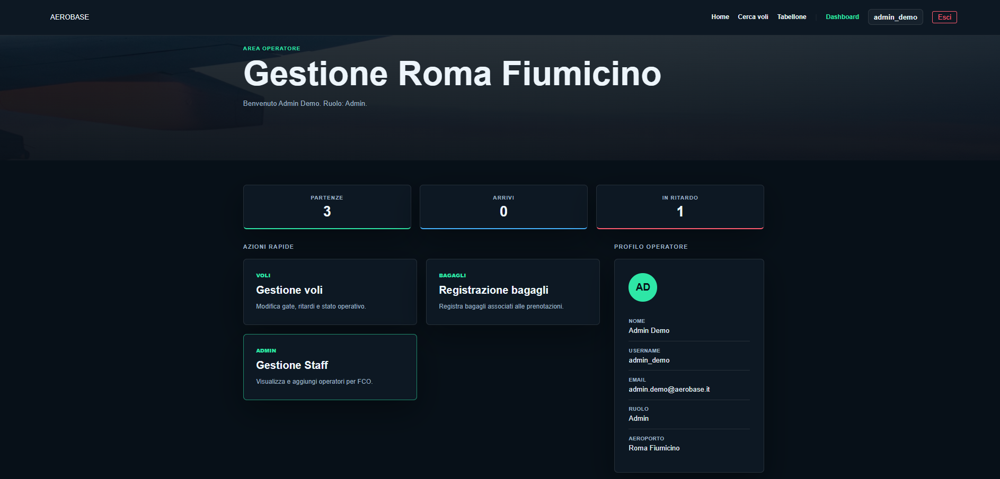 AEROBASE
Home Cerca voli Tabellone Dashboard admin_demo Esci
AREA OPERATORE
Gestione Roma Fiumicino
Benvenuto Admin Demo. Ruolo: Admin.
PARTENZE
3
ARRIVI
0
IN RITARDO
1
AZIONI RAPIDE
VOLI
Gestione voli
Modifica gate, ritardi e stato operativo.
BAGAGLI
Registrazione bagagli
Registra bagagli associati alle prenotazioni.
ADMIN
Gestione Staff
Visualizza e aggiungi operatori per FCO.
PROFILO OPERATORE
AD
NOME
Admin Demo
USERNAME
admin_demo
EMAIL
admin.demo@aerobase.it
RUOLO
Admin
AEROPORTO
Roma Fiumicino